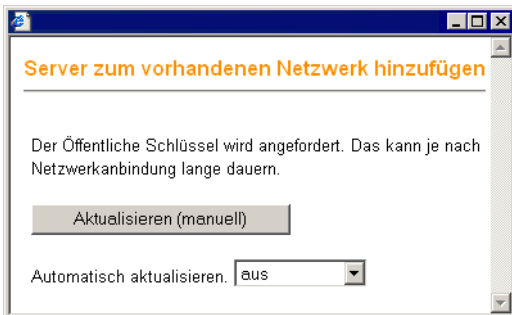 Server zum vorhandenen Netzwerk hinzufügen
Der Öffentliche Schlüssel wird angefordert. Das kann je nach
Netzwerkanbindung lange dauern.
Aktualisieren (manuell)
Automatisch aktualisieren. aus